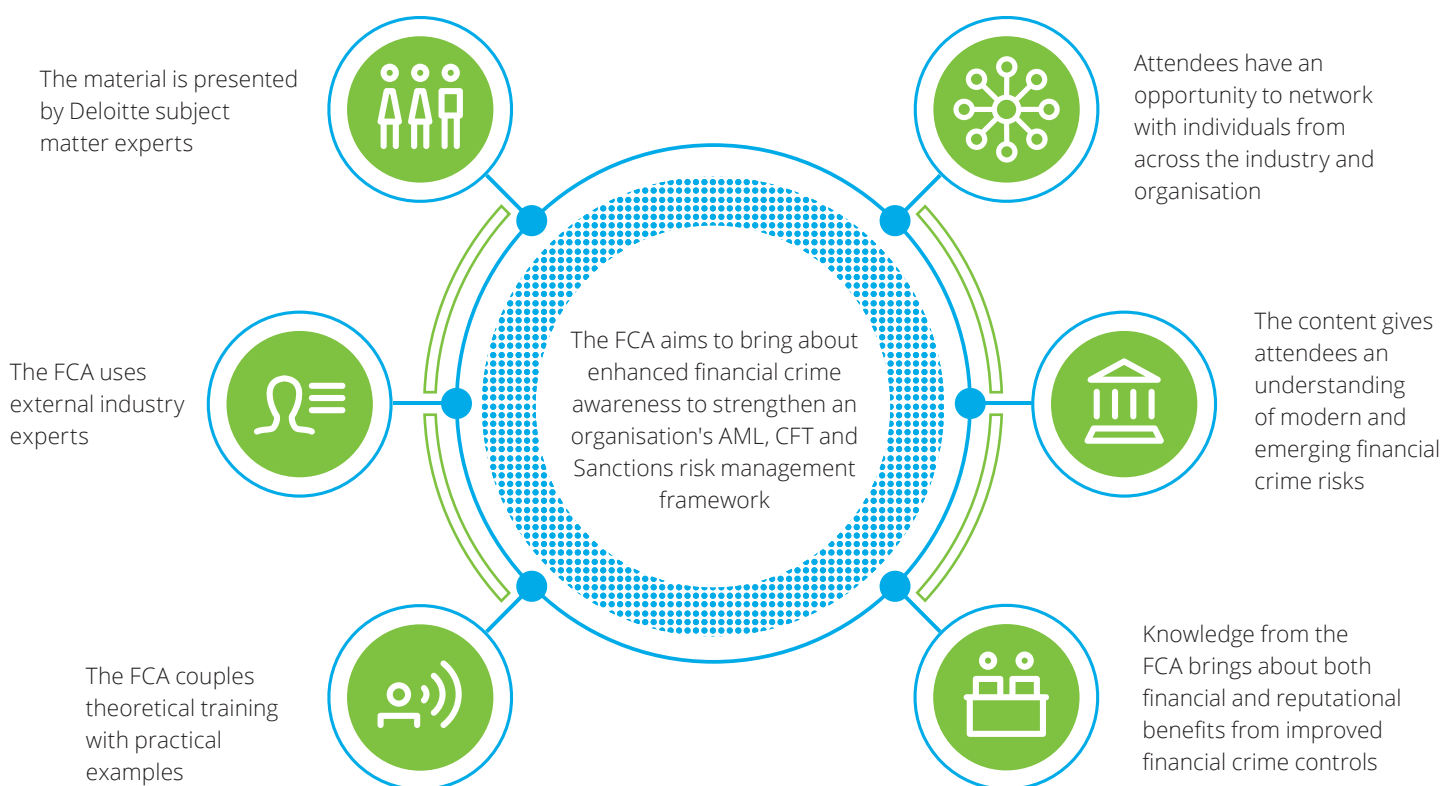 The material is presented
by Deloitte subject
matter experts
Attendees have an
opportunity to network
with individuals from
across the industry and
organisation
The FCA uses
external industry
experts
The FCA aims to bring about
enhanced financial crime
awareness to strengthen an
organisation's AML, CFT and
Sanctions risk management
framework
The content gives
attendees an
understanding
of modern and
emerging financial
crime risks
The FCA couples
theoretical training
with practical
examples
Knowledge from the
FCA brings about both
financial and reputational
benefits from improved
financial crime controls